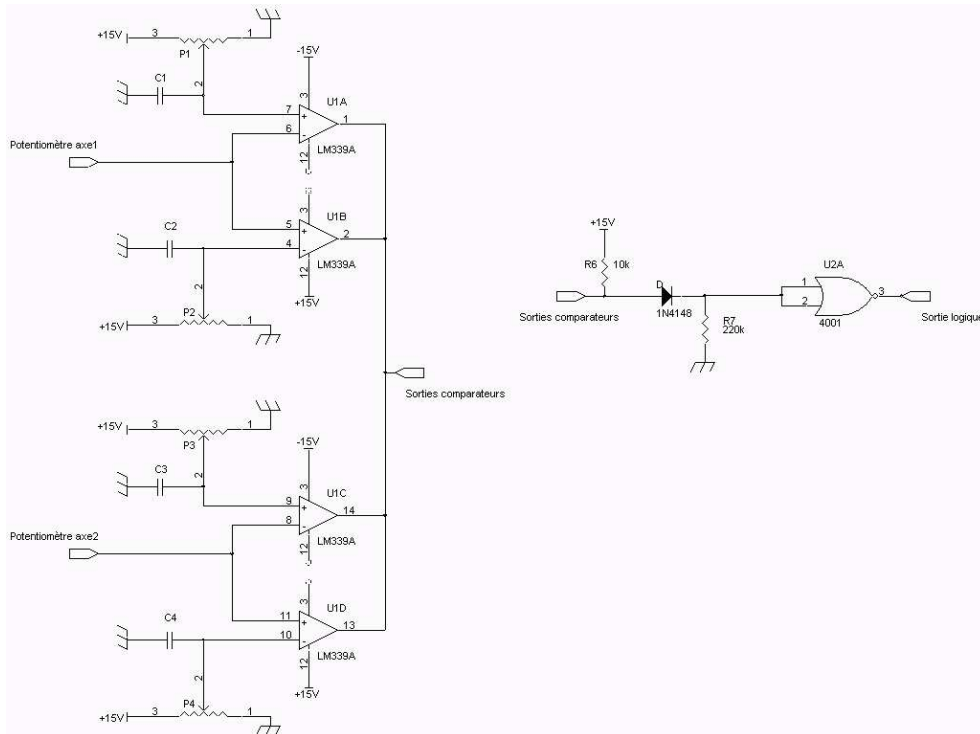 +15V 3 1
P1
-15V
C1
2
3
U1A
7 + 1
6 -
12
LM339A
Potentiomètre axe1
3
C2
U1B
5 + 2
4 -
12
LM339A
2
+15V
P2
+15V 3 1
Sorties comparateurs
+15V 3 1
P3
-15V
C3
2
3
U1C
9 + 14
8 -
12
LM339A
Potentiomètre axe2
3
C4
U1D
11 + 13
10 -
12
LM339A
2
+15V
P4
+15V 3 1
+15V
R6 10k
U2A
D
1
2
3
Sorties comparateurs
1N4148
R7
220k
4001
Sortie logique